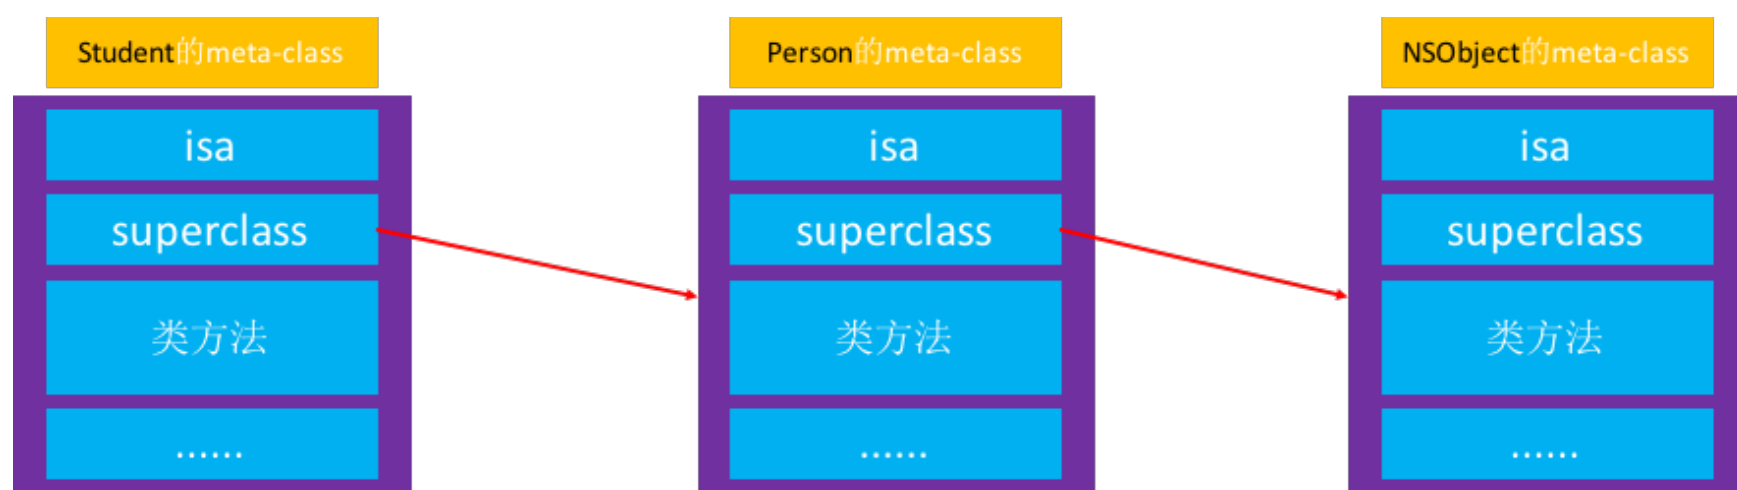 Student的meta-class
isa
superclass
类方法
......
Person的meta-class
isa
superclass
类方法
......
NSObject的meta-class
isa
superclass
类方法
......